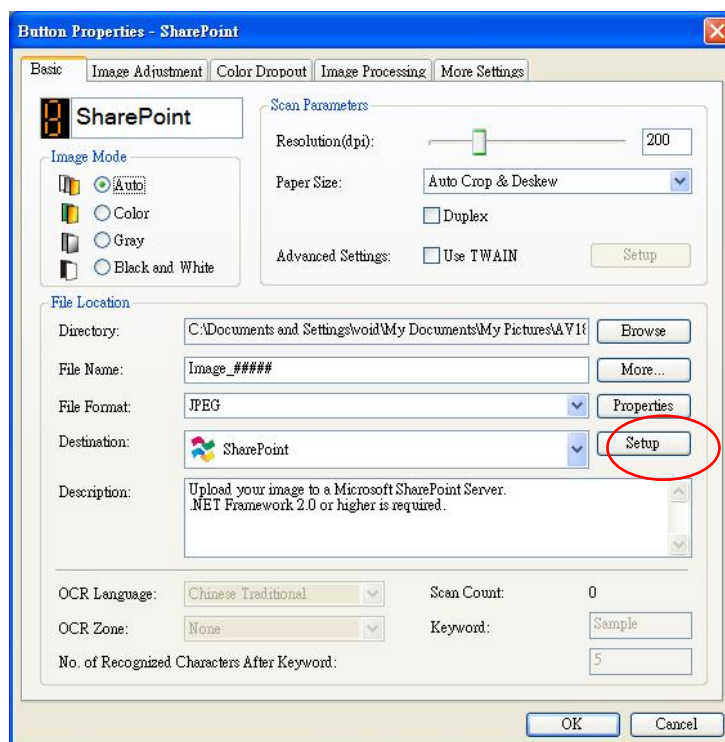 Button Properties - SharePoint
Basic Image Adjustment Color Dropout Image Processing More Settings
SharePoint
Image Mode
Auto
Color
Gray
Black and White
Scan Parameters
Resolution(dpi): 200
Paper Size: Auto Crop & Deskew
Duplex
Advanced Settings: Use TWAIN Setup
File Location
Directory: C:\Documents and Settings\void\My Documents\My Pictures\AV18 Browse
File Name: Image_##### More...
File Format: JPEG Properties
Destination: SharePoint Setup
Description: Upload your image to a Microsoft SharePoint Server.
.NET Framework 2.0 or higher is required.
OCR Language: Chinese Traditional Scan Count: 0
OCR Zone: None Keyword: Sample
No. of Recognized Characters After Keyword: 5
OK Cancel